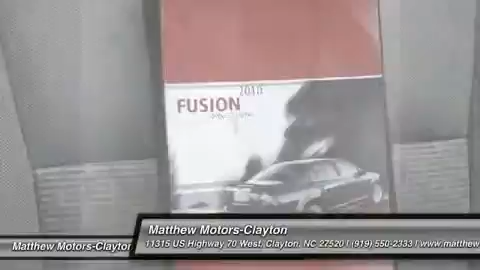 2010
FUSION
Matthew Motors-Clayton
Matthew Motors-Clayton
11315 US Highway 70 West, Clayton, NC 27520 | (919) 550-2333 | www.matthew